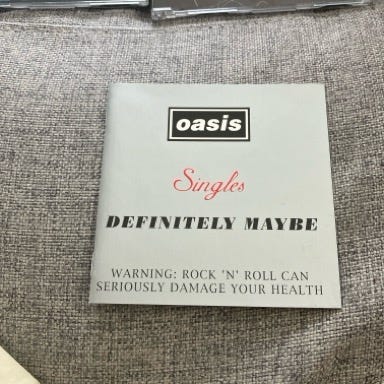 oasis
Singles
DEFINITELY MAYBE
WARNING: ROCK 'N' ROLL CAN
SERIOUSLY DAMAGE YOUR HEALTH